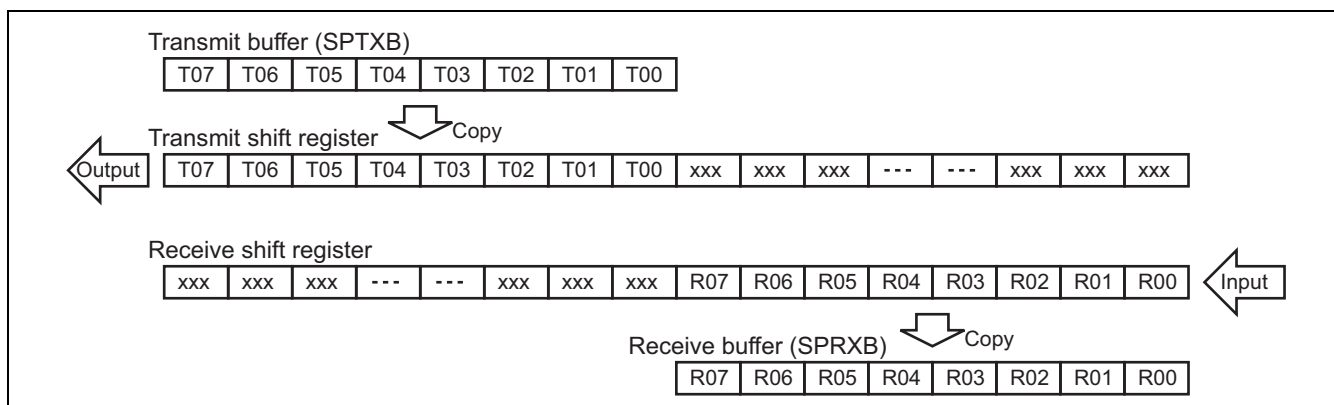 Transmit buffer (SPTXB)
T07 T06 T05 T04 T03 T02 T01 T00
Copy
Transmit shift register
Output T07 T06 T05 T04 T03 T02 T01 T00 xxx xxx xxx --- --- xxx xxx xxx
Receive shift register
xxx xxx xxx --- --- xxx xxx xxx R07 R06 R05 R04 R03 R02 R01 R00 Input
Copy
Receive buffer (SPRXB)
R07 R06 R05 R04 R03 R02 R01 R00